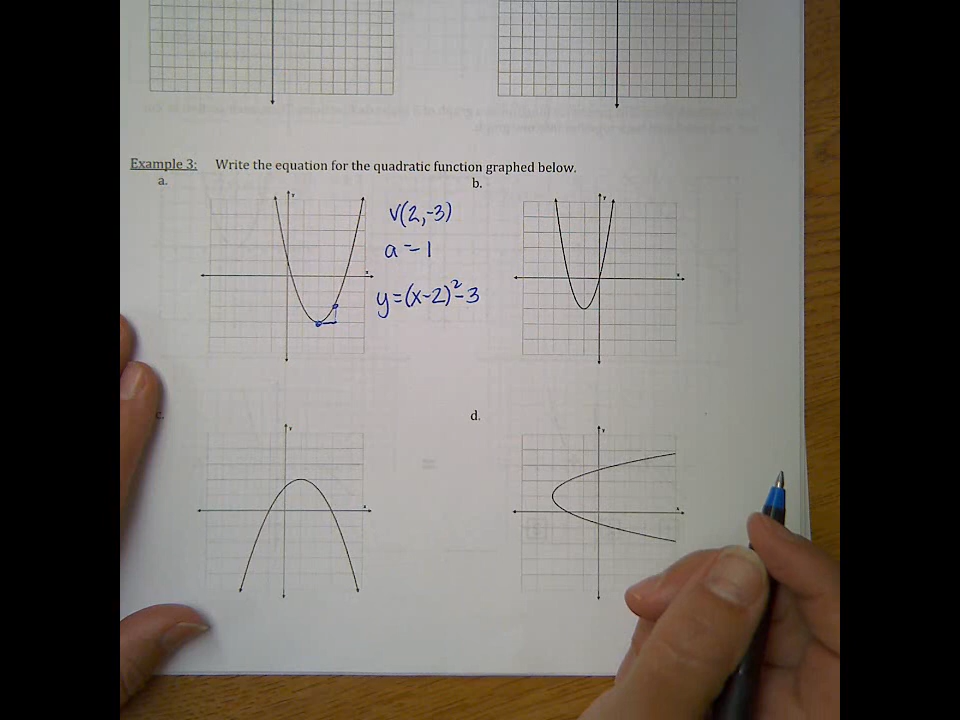 Example 3: Write the equation for the quadratic function graphed below.
a.
b.
V(2,-3)
a = 1
y=(x-2)²-3
c.
d.